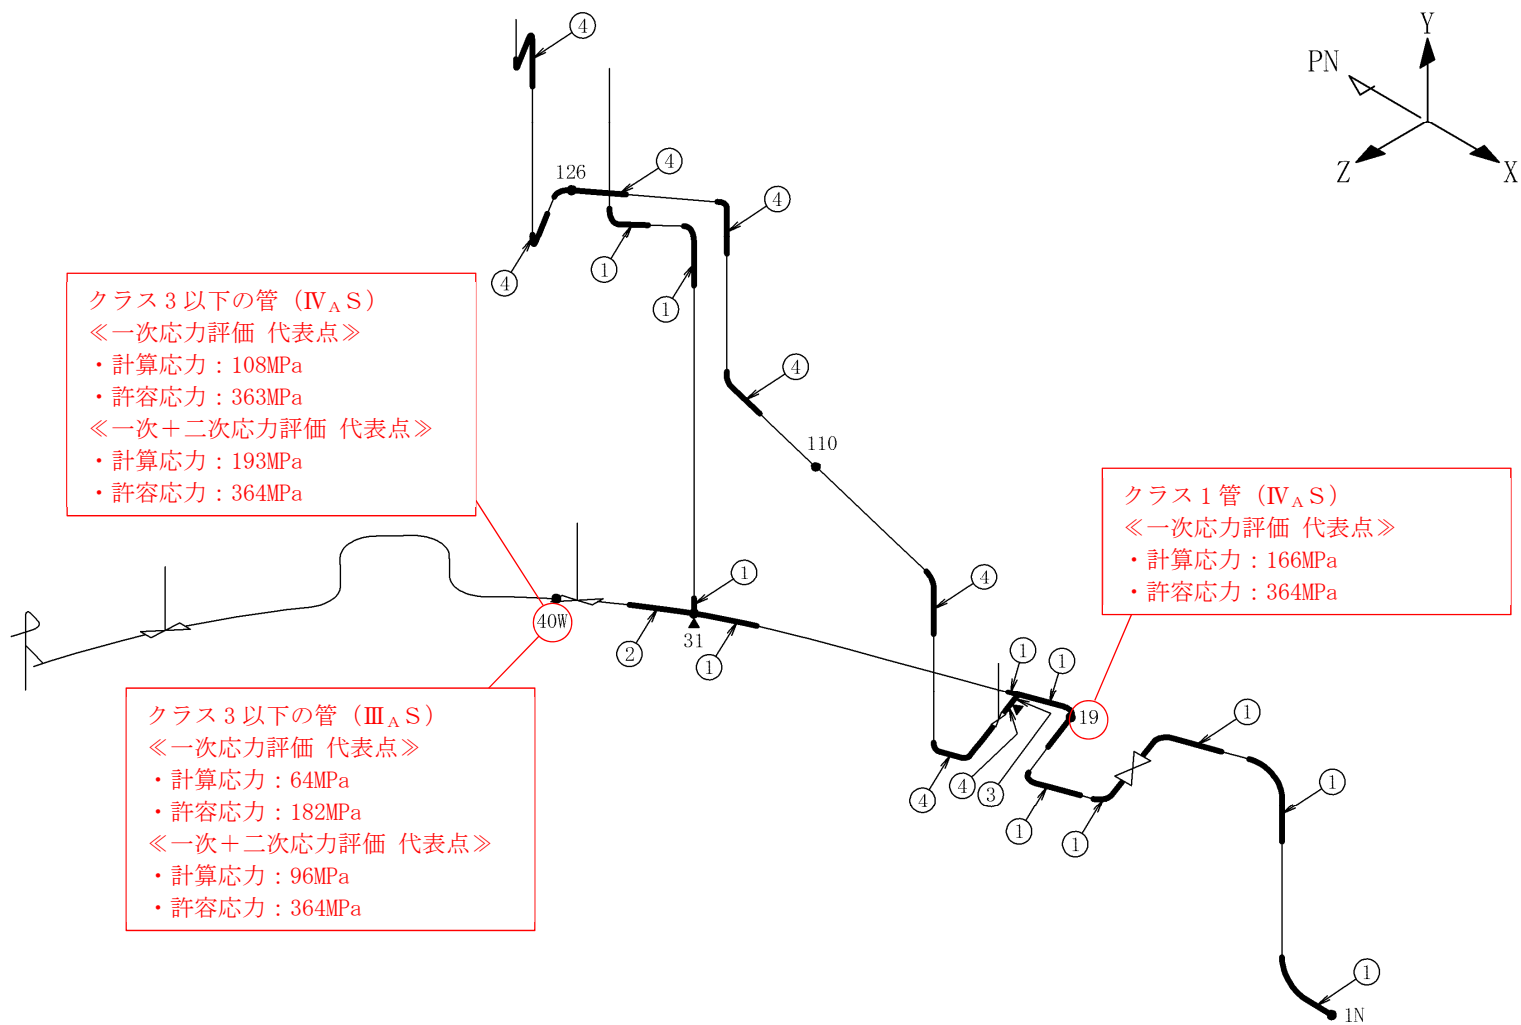 ④
Y
PN
Z
X
126
④
④
④
①
①
クラス3以下の管（ⅣAS）
≪一次応力評価 代表点≫
・計算応力：108MPa
・許容応力：363MPa
≪一次＋二次応力評価 代表点≫
・計算応力：193MPa
・許容応力：364MPa
④
110
クラス1管（ⅣAS）
≪一次応力評価 代表点≫
・計算応力：166MPa
・許容応力：364MPa
①
④
40W
31
②
①
①
①
19
①
クラス3以下の管（ⅢAS）
≪一次応力評価 代表点≫
・計算応力：64MPa
・許容応力：182MPa
≪一次＋二次応力評価 代表点≫
・計算応力：96MPa
・許容応力：364MPa
④
④
③
①
①
①
①
1N